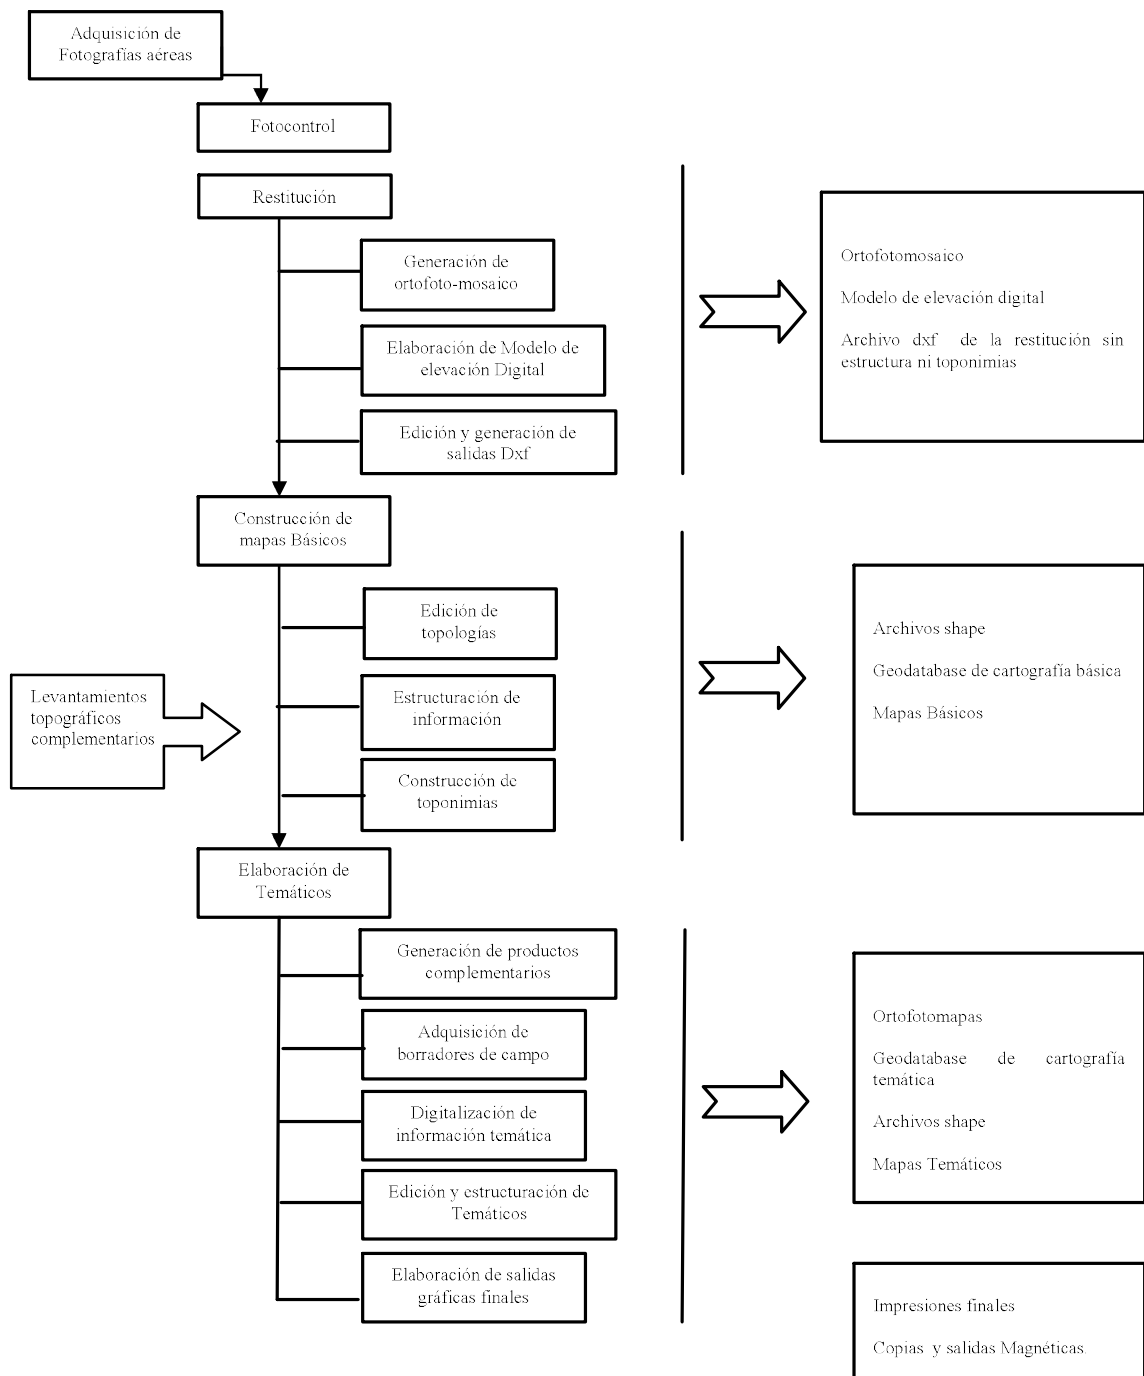 Adquisición de
Fotografías aéreas
Fotocontrol
Restitución
Generación de
ortofoto-mosaico
Elaboración de Modelo de
elevación Digital
Edición y generación de
salidas Dxf
Ortofotomosaico
Modelo de elevación digital
Archivo dxf de la restitución sin
estructura ni toponimias
Construcción de
mapas Básicos
Edición de
topologías
Estructuración de
información
Construcción de
toponimias
Levantamientos
topográficos
complementarios
Archivos shape
Geodatabase de cartografía básica
Mapas Básicos
Elaboración de
Temáticos
Generación de productos
complementarios
Adquisición de
borradores de campo
Digitalización de
información temática
Edición y estructuración de
Temáticos
Elaboración de salidas
gráficas finales
Ortofotomapas
Geodatabase de cartografía
temática
Archivos shape
Mapas Temáticos
Impresiones finales
Copias y salidas Magnéticas.